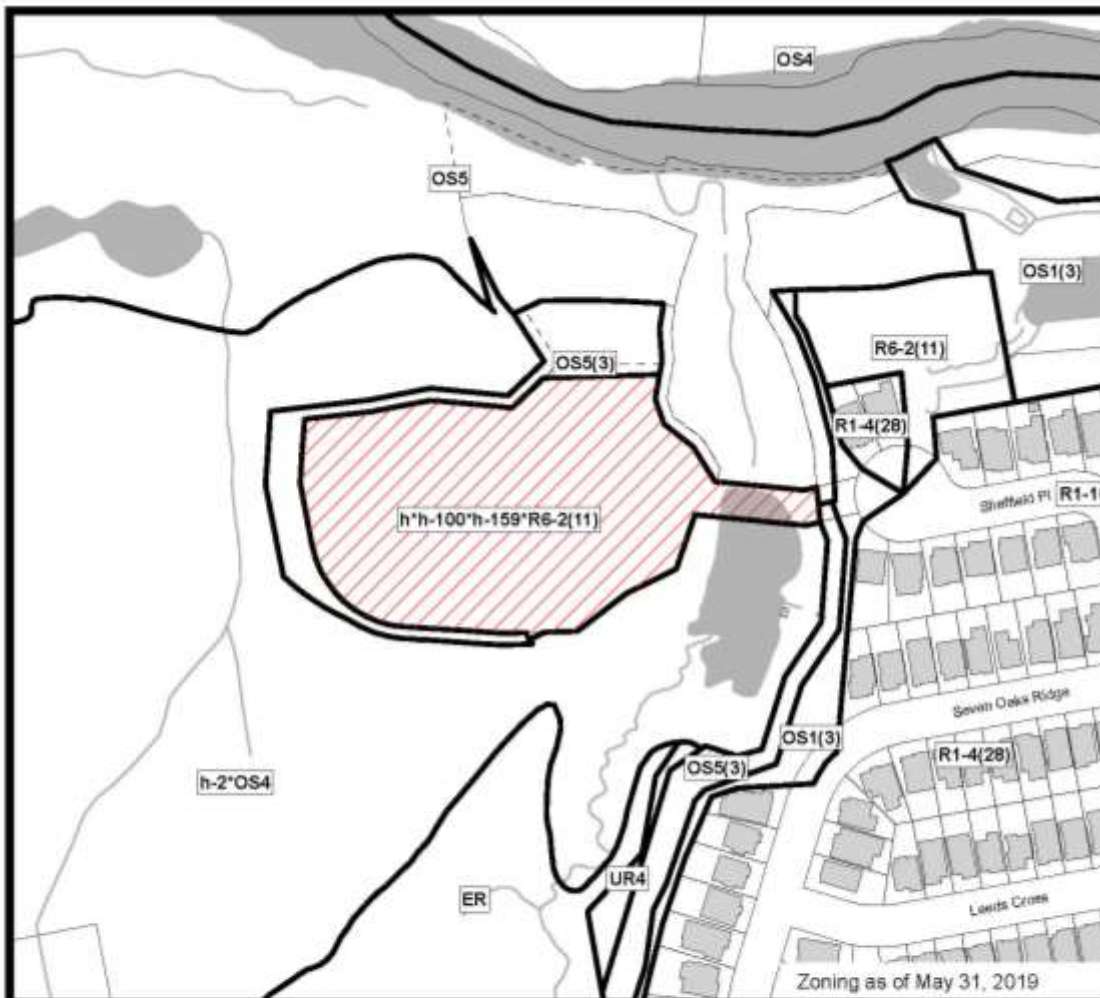 OS4
OS5
OS1(3)
R6-2(11)
OS5(3)
R1-4(28)
Sheffield Pl
h*h-100*h-159*R6-2(11)
Seven Oaks Ridge
OS1(3)
R1-4(28)
OS5(3)
h-2*OS4
UR4
ER
Leeds Cross
Zoning as of May 31, 2019